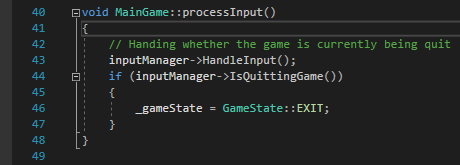 40 void MainGame::processInput()
41 {
42 // Handing whether the game is currently being quit
43 inputManager->HandleInput();
44 if (inputManager->IsQuittingGame())
45 {
46 _gameState = GameState::EXIT;
47 }
48 }
49